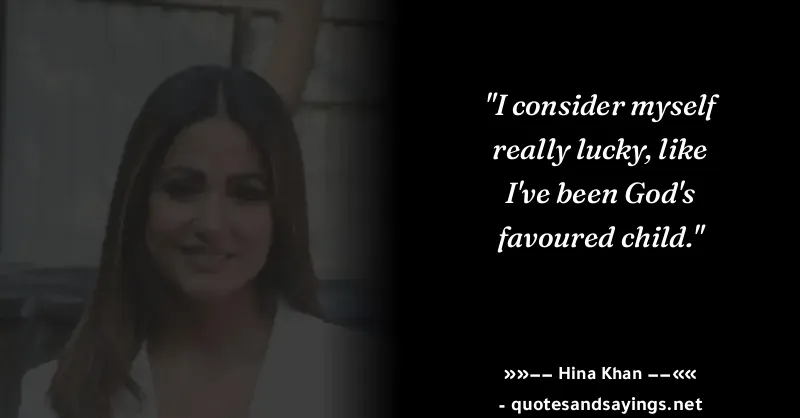 "I consider myself
really lucky, like
I've been God's
favoured child."
»»–– Hina Khan ––««
- quotesandsayings.net